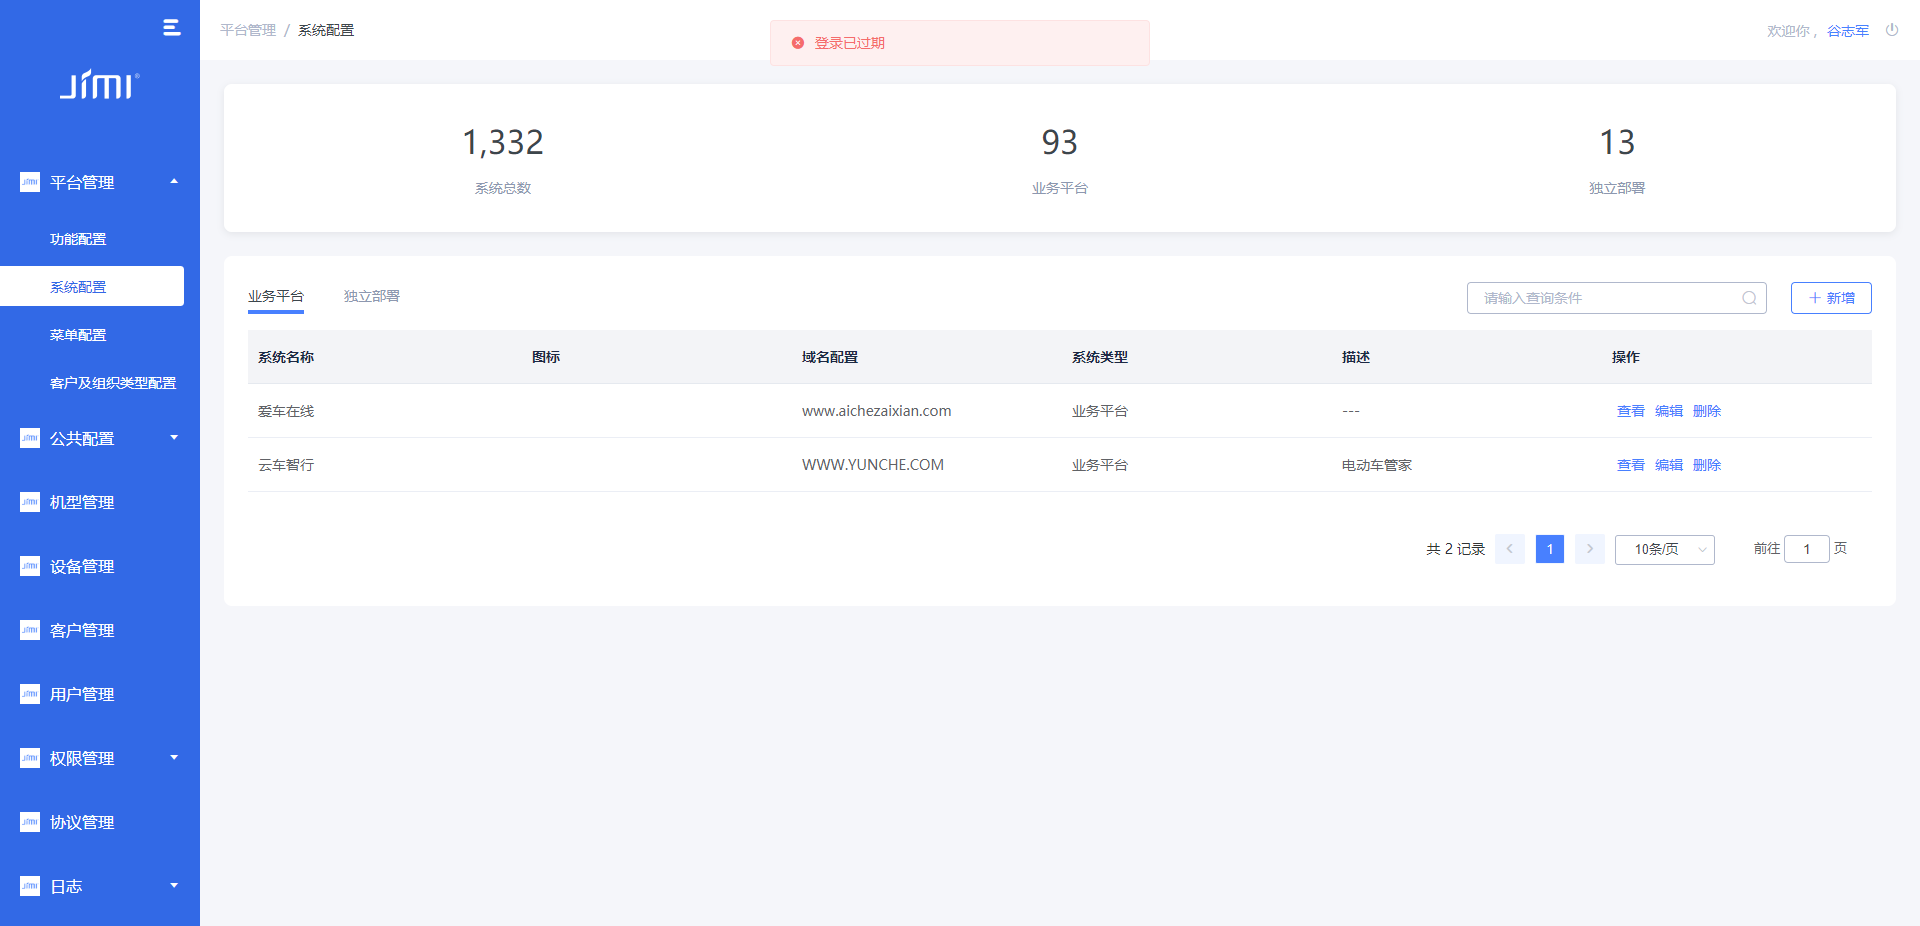 平台管理 / 系统配置
登录已过期
欢迎你，谷志军
JIMI
平台管理
功能配置
系统配置
菜单配置
客户及组织类型配置
公共配置
机型管理
设备管理
客户管理
用户管理
权限管理
协议管理
日志
1,332
系统总数
93
业务平台
13
独立部署
业务平台 独立部署
请输入查询条件
新增
系统名称 图标 域名配置 系统类型 描述 操作
爱车在线 www.aichezaixian.com 业务平台 --- 查看 编辑 删除
云车智行 WWW.YUNCHE.COM 业务平台 电动车管家 查看 编辑 删除
共 2 记录 1 10条/页 前往 1 页